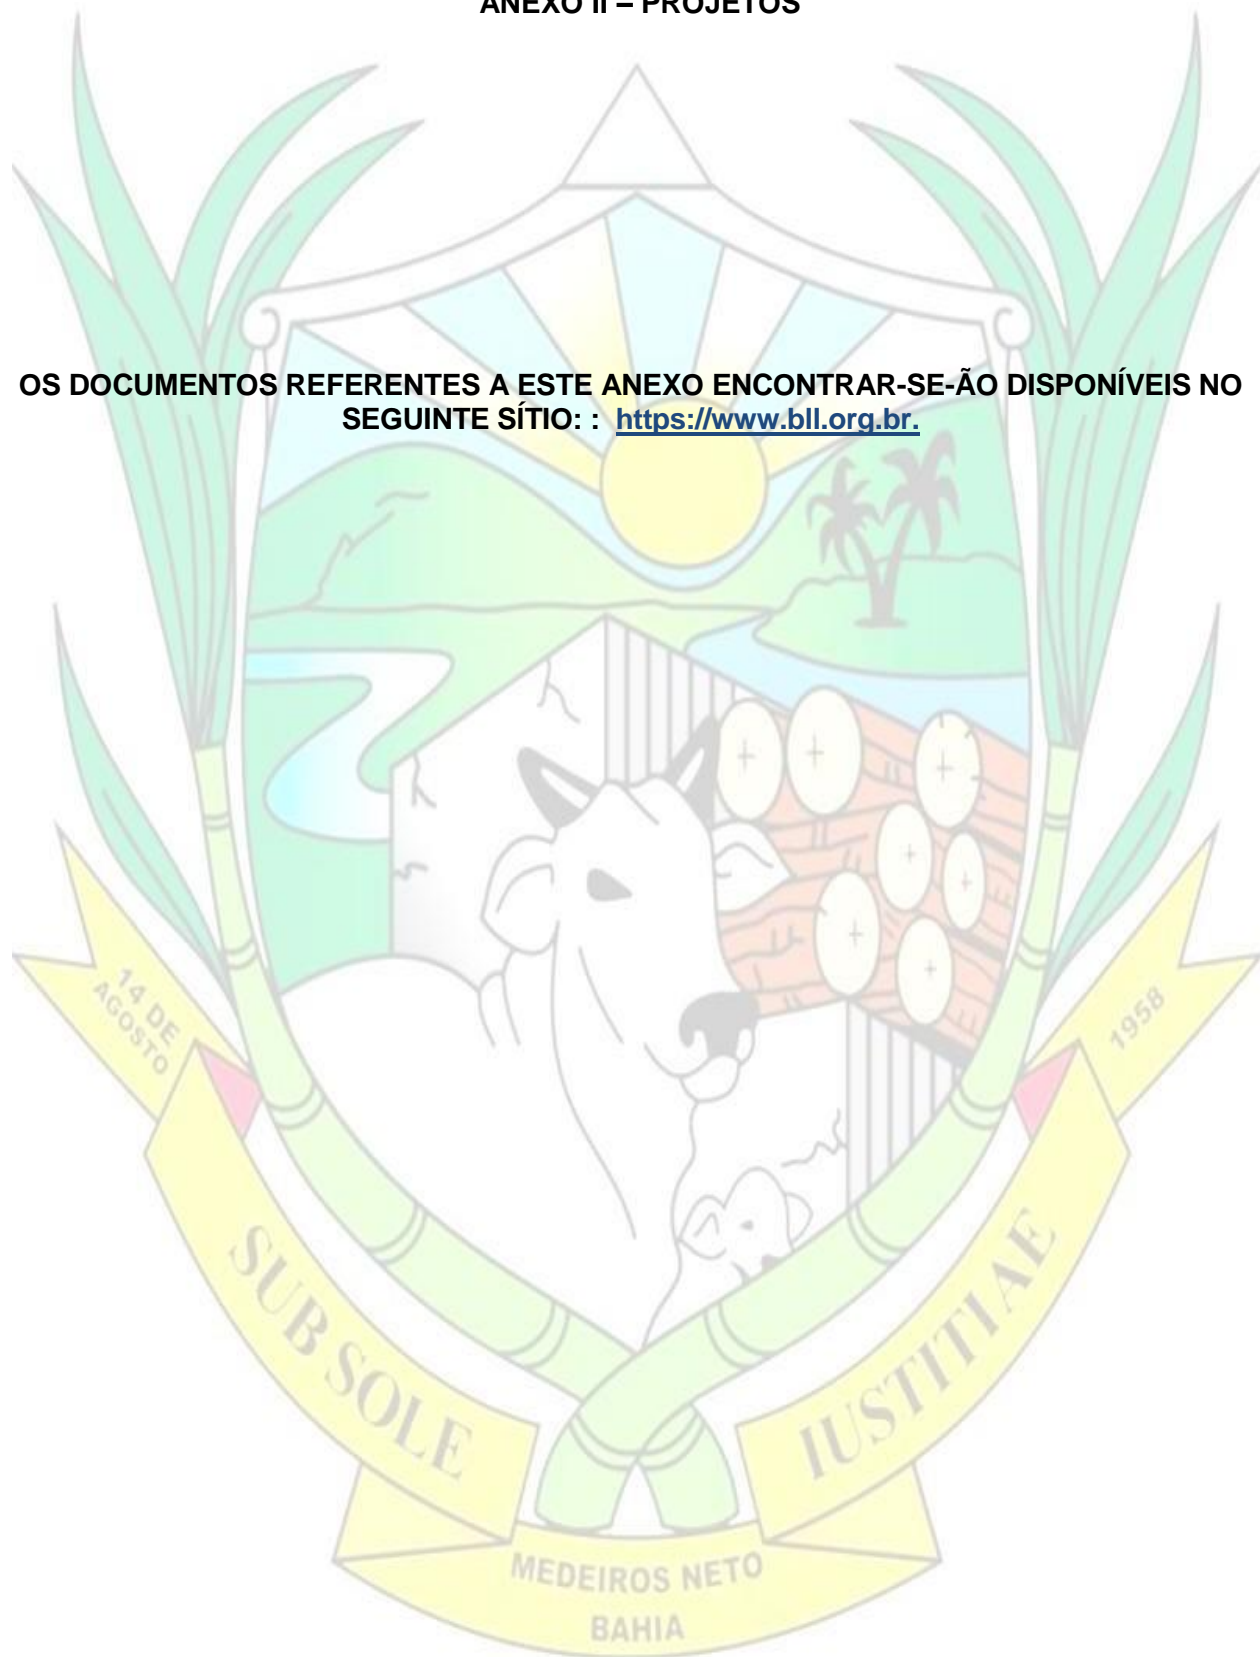 ANEXO II – PROJETOS
OS DOCUMENTOS REFERENTES A ESTE ANEXO ENCONTRAR-SE-ÃO DISPONÍVEIS NO
SEGUINTE SÍTIO: : https://www.bll.org.br.
14 DE
AGOSTO
1958
SUB SOLE
IUSTITIAE
MEDEIROS NETO
BAHIA